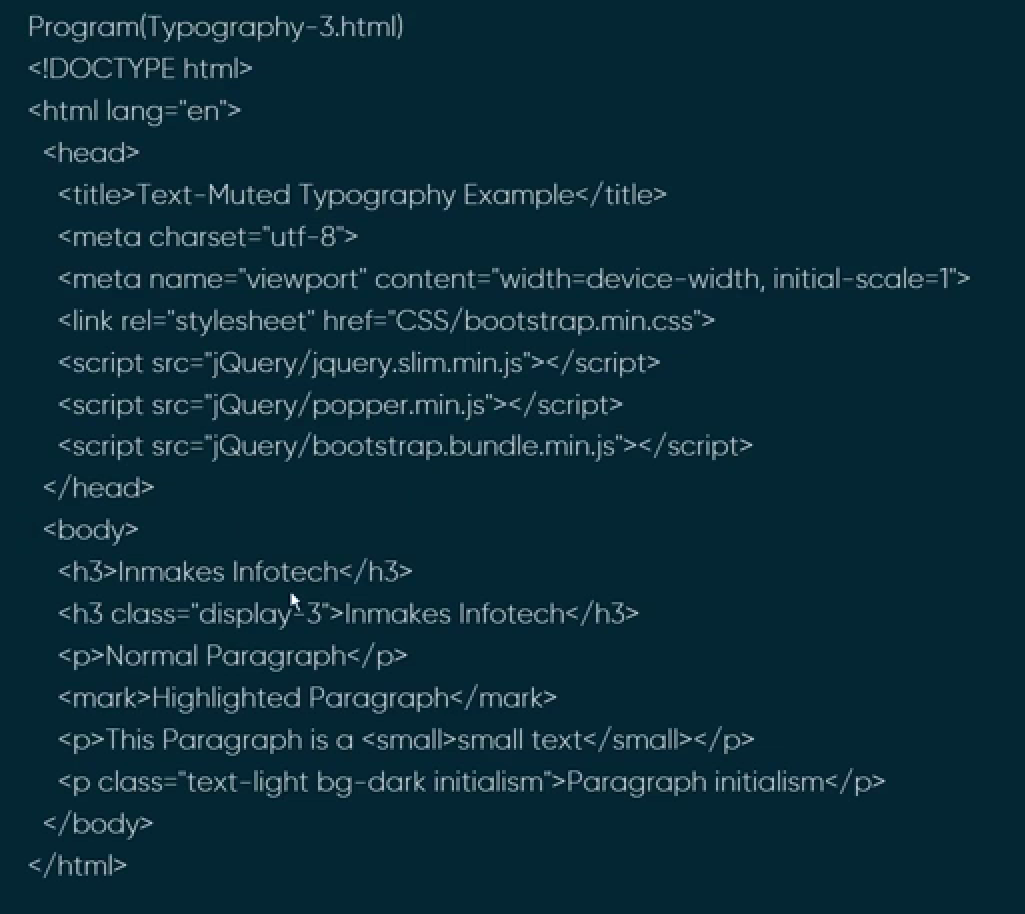 Program(Typography-3.html)
<!DOCTYPE html>
<html lang="en">
<head>
<title>Text-Muted Typography Example</title>
<meta charset="utf-8">
<meta name="viewport" content="width=device-width, initial-scale=1">
<link rel="stylesheet" href="CSS/bootstrap.min.css">
<script src="jQuery/jquery.slim.min.js"></script>
<script src="jQuery/popper.min.js"></script>
<script src="jQuery/bootstrap.bundle.min.js"></script>
</head>
<body>
<h3>Inmakes Infotech</h3>
<h3 class="display-3">Inmakes Infotech</h3>
<p>Normal Paragraph</p>
<mark>Highlighted Paragraph</mark>
<p>This Paragraph is a <small>small text</small></p>
<p class="text-light bg-dark initialism">Paragraph initialism</p>
</body>
</html>